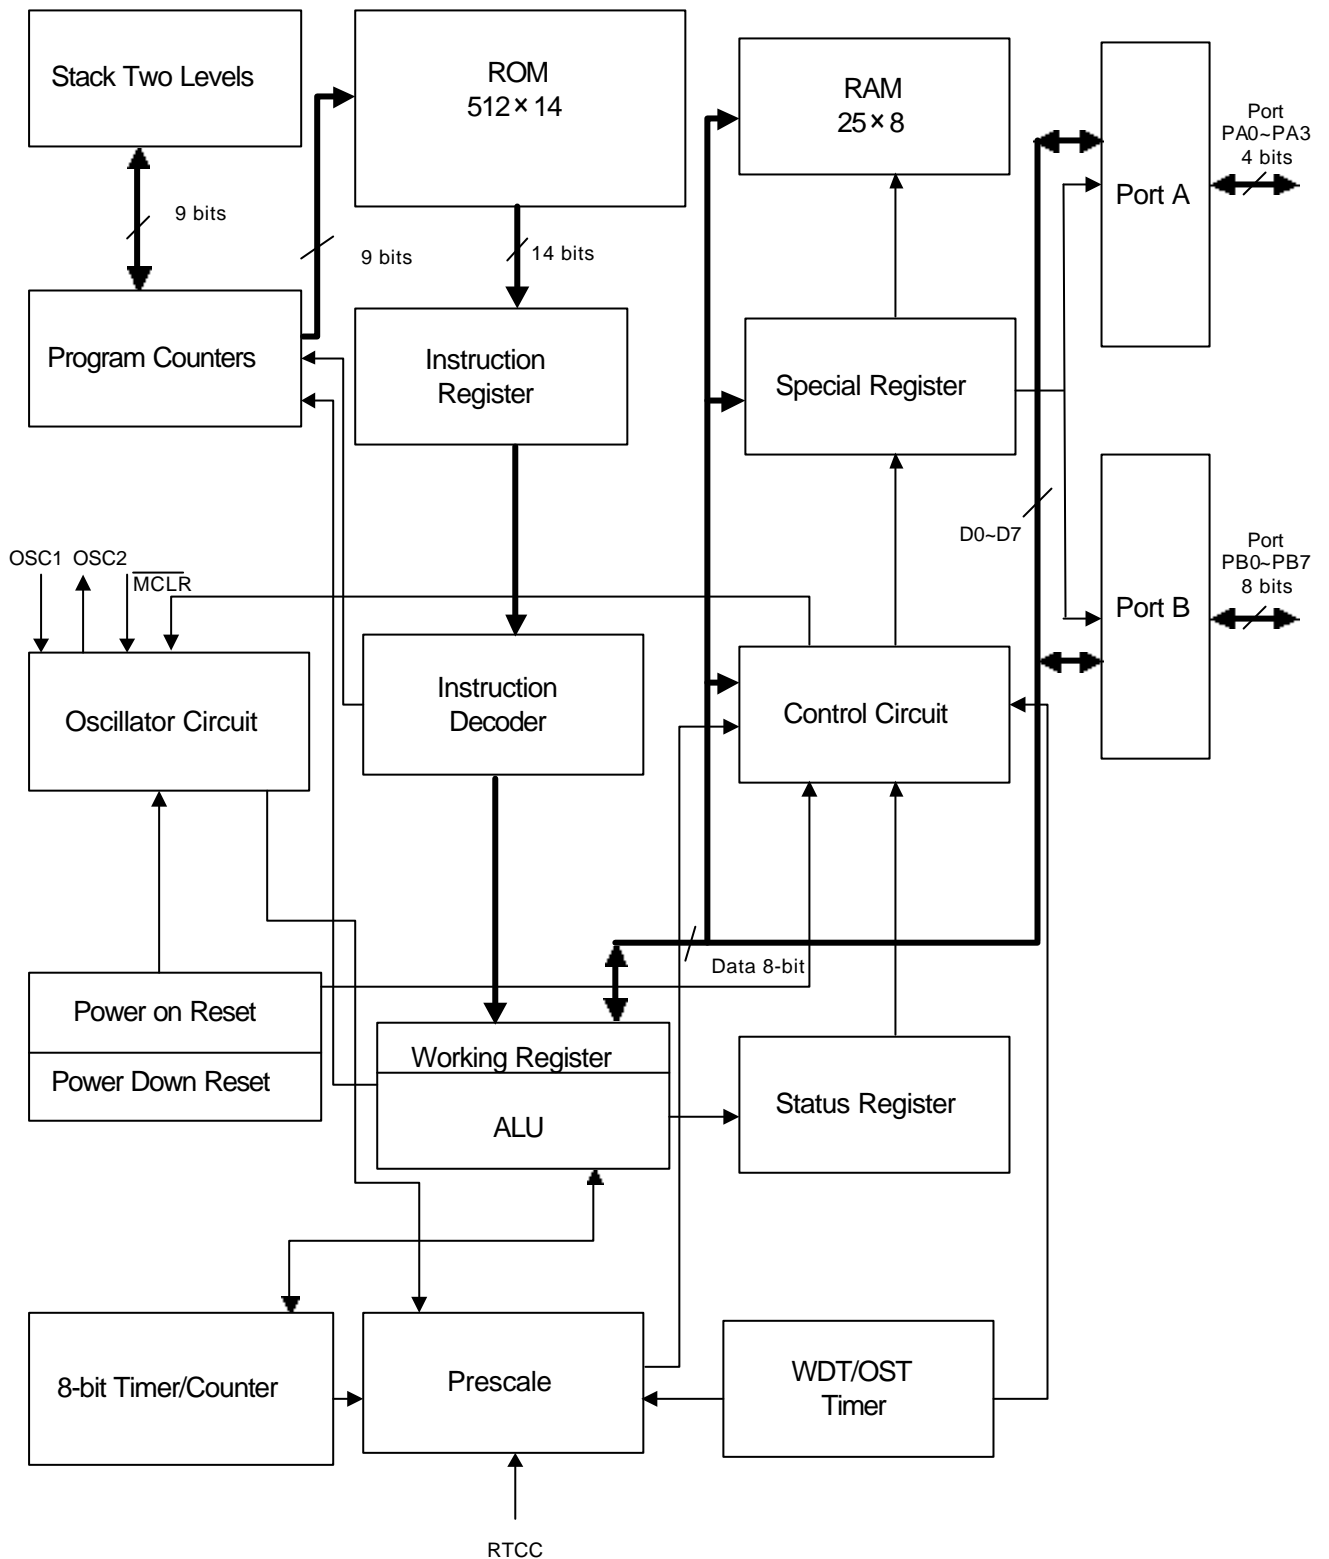 Stack Two Levels
ROM
512×14
RAM
25×8
Port
PA0~PA3
4 bits
Port A
9 bits
9 bits
14 bits
Program Counters
Instruction
Register
Special Register
D0~D7
Port
PB0~PB7
8 bits
Port B
OSC1
OSC2
MCLR
Oscillator Circuit
Instruction
Decoder
Control Circuit
Data 8-bit
Power on Reset
Power Down Reset
Working Register
ALU
Status Register
8-bit Timer/Counter
Prescale
WDT/OST
Timer
RTCC